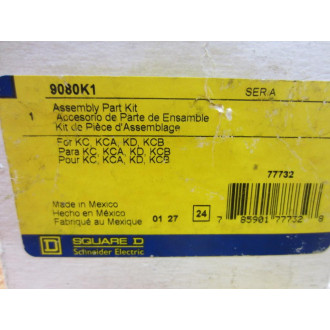 9080K1 SER A
1 Assembly Part Kit
Accesorio de Parte de Ensamble
Kit de Pièce d'Assemblage
For KC, KCA, KD, KCB
Para KC, KCA, KD, KCB
Pour KC, KCA, KD, KCB
77732
Made in Mexico
Hecho en México
Fabriqué au Mexique 01 27 24
7 85901 77732 8
D SQUARE D
Schneider Electric